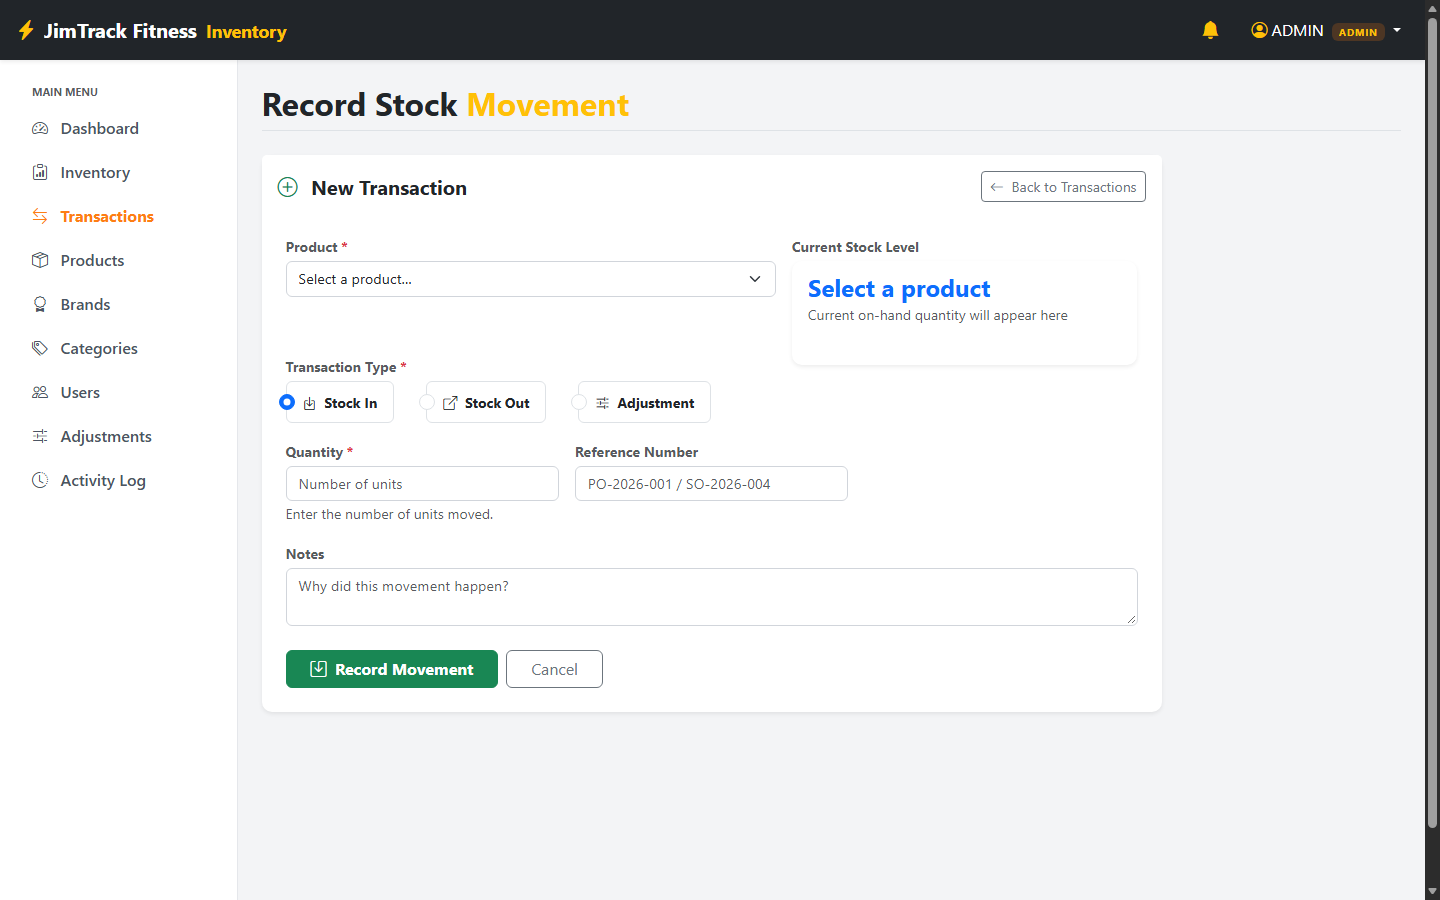 JimTrack Fitness Inventory
ADMIN ADMIN
MAIN MENU
Dashboard
Inventory
Transactions
Products
Brands
Categories
Users
Adjustments
Activity Log
Record Stock Movement
New Transaction
Back to Transactions
Product *
Select a product...
Current Stock Level
Select a product
Current on-hand quantity will appear here
Transaction Type *
Stock In
Stock Out
Adjustment
Quantity *
Number of units
Enter the number of units moved.
Reference Number
PO-2026-001 / SO-2026-004
Notes
Why did this movement happen?
Record Movement
Cancel